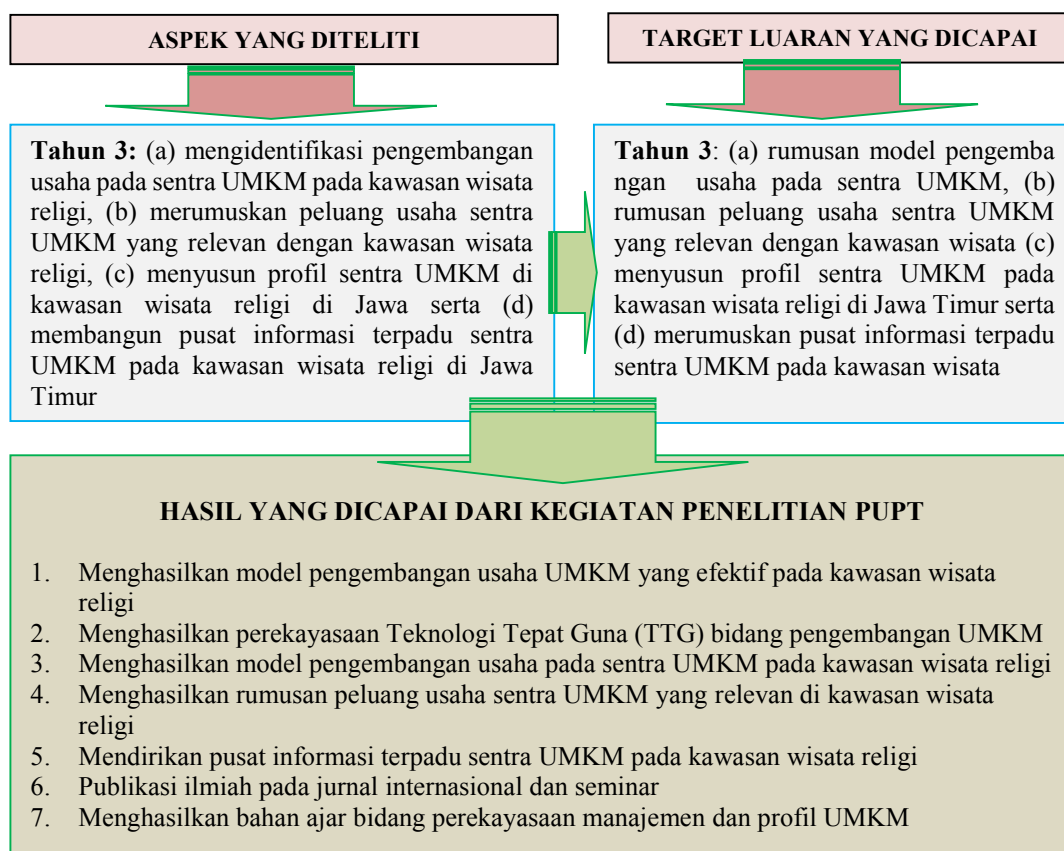 ASPEK YANG DITELITI
TARGET LUARAN YANG DICAPAI
Tahun 3: (a) mengidentifikasi pengembangan
usaha pada sentra UMKM pada kawasan wisata
religi, (b) merumuskan peluang usaha sentra
UMKM yang relevan dengan kawasan wisata
religi, (c) menyusun profil sentra UMKM di
kawasan wisata religi di Jawa serta (d)
membangun pusat informasi terpadu sentra
UMKM pada kawasan wisata religi di Jawa
Timur
Tahun 3: (a) rumusan model pengemba
ngan usaha pada sentra UMKM, (b)
rumusan peluang usaha sentra UMKM
yang relevan dengan kawasan wisata (c)
menyusun profil sentra UMKM pada
kawasan wisata religi di Jawa Timur serta
(d) merumuskan pusat informasi terpadu
sentra UMKM pada kawasan wisata
HASIL YANG DICAPAI DARI KEGIATAN PENELITIAN PUPT
1. Menghasilkan model pengembangan usaha UMKM yang efektif pada kawasan wisata
religi
2. Menghasilkan perekayasaan Teknologi Tepat Guna (TTG) bidang pengembangan UMKM
3. Menghasilkan model pengembangan usaha pada sentra UMKM pada kawasan wisata religi
4. Menghasilkan rumusan peluang usaha sentra UMKM yang relevan di kawasan wisata
religi
5. Mendirikan pusat informasi terpadu sentra UMKM pada kawasan wisata religi
6. Publikasi ilmiah pada jurnal internasional dan seminar
7. Menghasilkan bahan ajar bidang perekayasaan manajemen dan profil UMKM